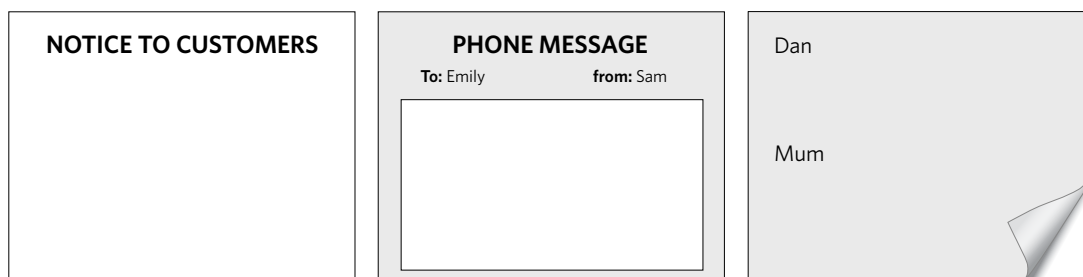 NOTICE TO CUSTOMERS
PHONE MESSAGE
To: Emily from: Sam
Dan
Mum